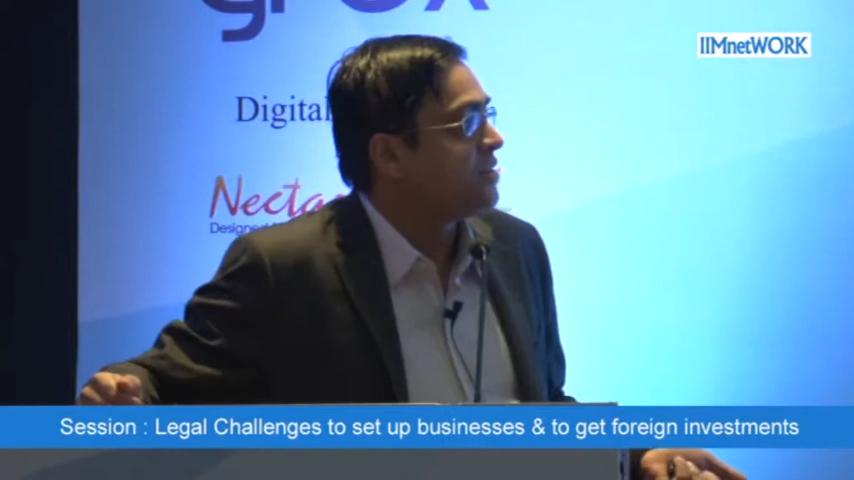 IIMnetWORK
Digital
Session : Legal Challenges to set up businesses & to get foreign investments